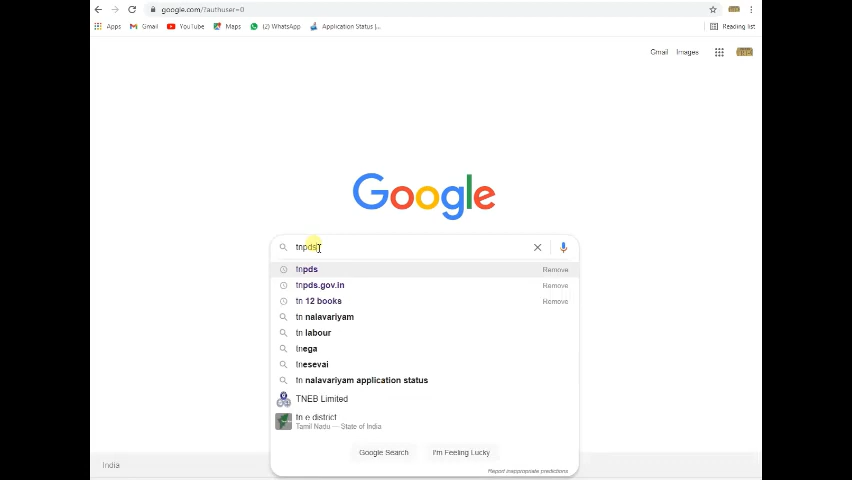 google.com/?authuser=0
Apps Gmail YouTube Maps (2) WhatsApp Application Status |... Reading list
Gmail Images
Google
tnpds
tnpds Remove
tnpds.gov.in Remove
tn 12 books Remove
tn nalavariyam
tn labour
tnega
tnesevai
tn nalavariyam application status
TNEB Limited
tn e district
Tamil Nadu — State of India
Google Search I'm Feeling Lucky
Report inappropriate predictions
India